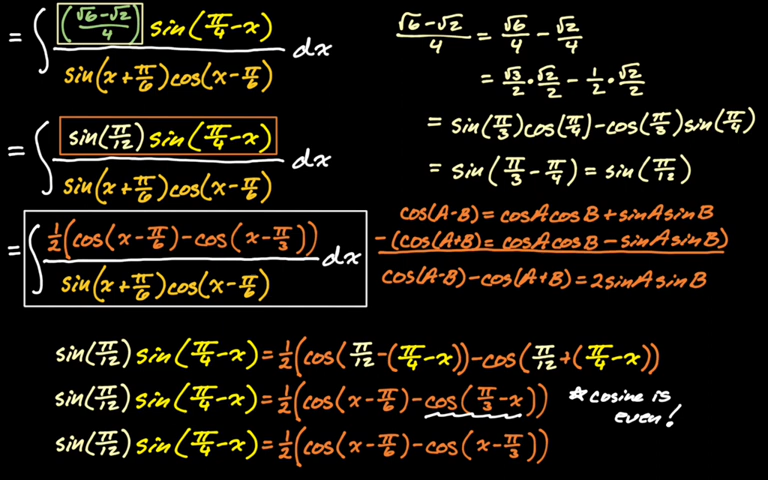 = ∫ ((√6-√2)/4) sin(π/4-x) / sin(x+π/6)cos(x-π/6) dx
= ∫ sin(π/12) sin(π/4-x) / sin(x+π/6)cos(x-π/6) dx
= ∫ 1/2(cos(x-π/6)-cos(x-π/3)) / sin(x+π/6)cos(x-π/6) dx
(√6-√2)/4 = √6/4 - √2/4
= √3/2·√2/2 - 1/2·√2/2
= sin(π/3)cos(π/4)-cos(π/3)sin(π/4)
= sin(π/3-π/4) = sin(π/12)
cos(A-B)=cosAcosB+sinAsinB
-(cos(A+B)=cosAcosB-sinAsinB)
cos(A-B)-cos(A+B)=2sinAsinB
sin(π/12)sin(π/4-x)=1/2(cos(π/12-(π/4-x))-cos(π/12+(π/4-x))
sin(π/12)sin(π/4-x)=1/2(cos(x-π/6)-cos(π/3-x))
*cosine is
even!
sin(π/12)sin(π/4-x)=1/2(cos(x-π/6)-cos(x-π/3))